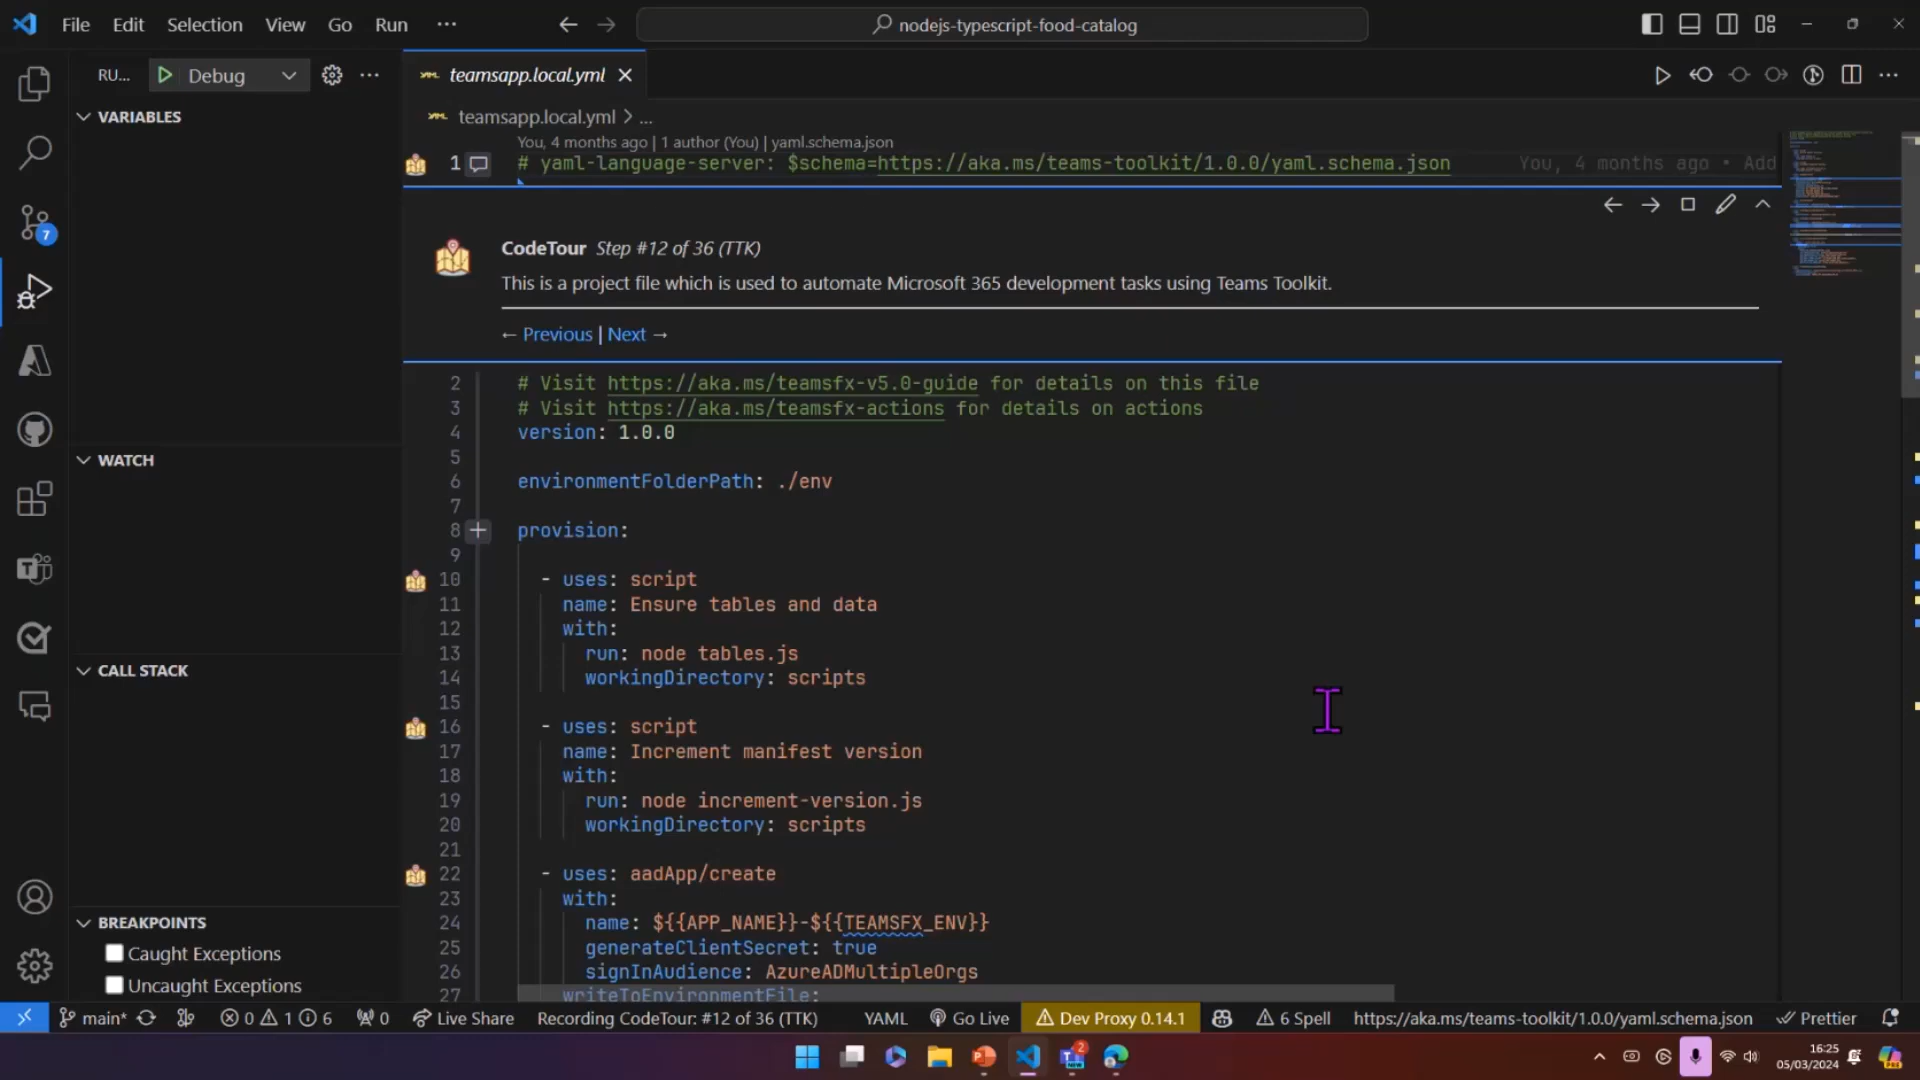 File Edit Selection View Go Run ···
nodejs-typescript-food-catalog
RU... Debug
teamsapp.local.yml
VARIABLES
teamsapp.local.yml > ...
You, 4 months ago | 1 author (You) | yaml.schema.json
1 # yaml-language-server: $schema=https://aka.ms/teams-toolkit/1.0.0/yaml.schema.json You, 4 months ago • Add
CodeTour Step #12 of 36 (TTK)
This is a project file which is used to automate Microsoft 365 development tasks using Teams Toolkit.
← Previous | Next →
2 # Visit https://aka.ms/teamsfx-v5.0-guide for details on this file
3 # Visit https://aka.ms/teamsfx-actions for details on actions
4 version: 1.0.0
5
6 environmentFolderPath: ./env
7
8 provision:
9
10 - uses: script
11 name: Ensure tables and data
12 with:
13 run: node tables.js
14 workingDirectory: scripts
15
16 - uses: script
17 name: Increment manifest version
18 with:
19 run: node increment-version.js
20 workingDirectory: scripts
21
22 - uses: aadApp/create
23 with:
24 name: ${{APP_NAME}}-${{TEAMSFX_ENV}}
25 generateClientSecret: true
26 signInAudience: AzureADMultipleOrgs
27 writeToEnvironmentFile:
WATCH
CALL STACK
BREAKPOINTS
Caught Exceptions
Uncaught Exceptions
7
main* 0 1 6 0 Live Share Recording CodeTour: #12 of 36 (TTK) YAML Go Live Dev Proxy 0.14.1 6 Spell https://aka.ms/teams-toolkit/1.0.0/yaml.schema.json Prettier
2
16:25
05/03/2024